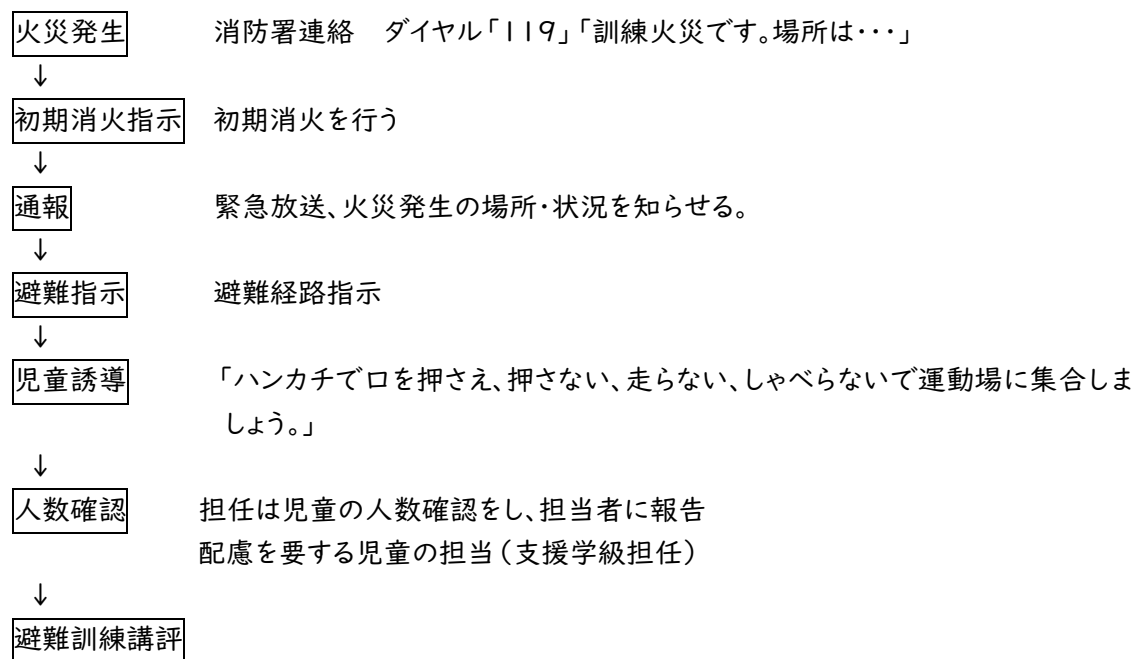 火災発生　消防署連絡　ダイヤル「119」「訓練火災です。場所は・・・」
↓
初期消火指示　初期消火を行う
↓
通報　緊急放送、火災発生の場所・状況を知らせる。
↓
避難指示　避難経路指示
↓
児童誘導　「ハンカチで口を押さえ、押さない、走らない、しゃべらないで運動場に集合しま
しょう。」
↓
人数確認　担任は児童の人数確認をし、担当者に報告
配慮を要する児童の担当（支援学級担任）
↓
避難訓練講評